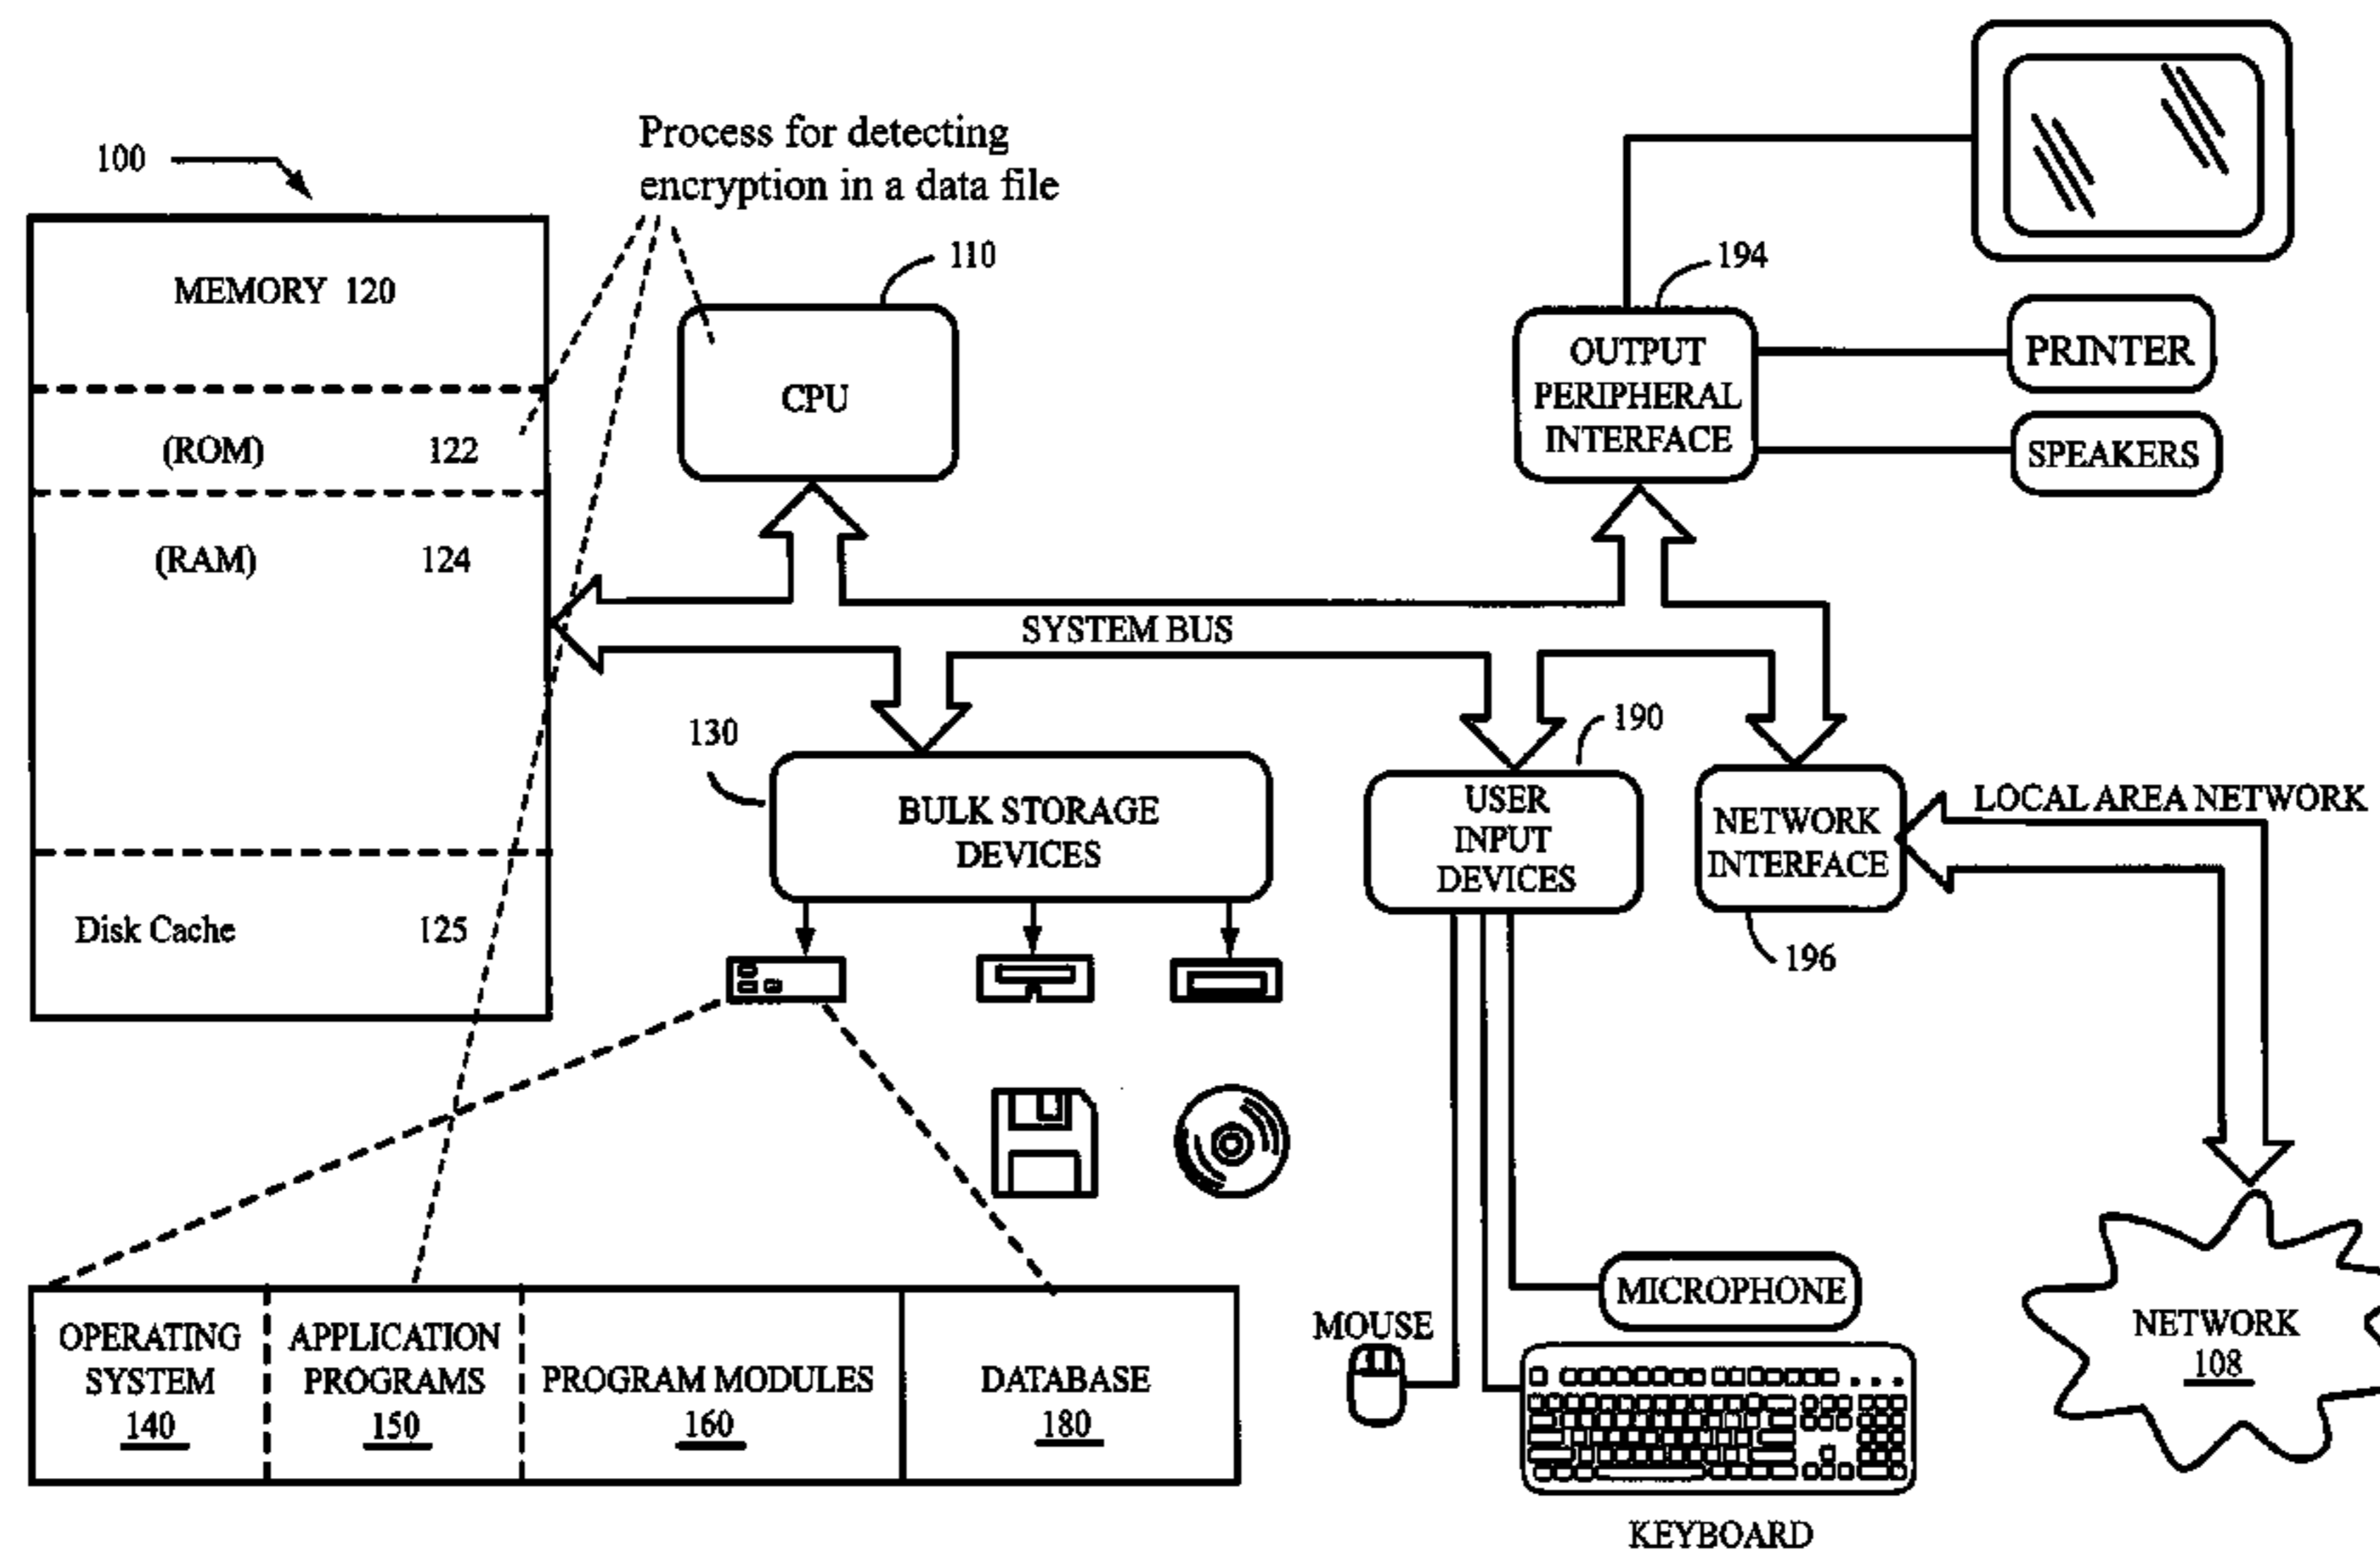 Process for detecting
encryption in a data file
100
110
194
MEMORY 120
(ROM) 122
(RAM) 124
Disk Cache 125
CPU
OUTPUT
PERIPHERAL
INTERFACE
PRINTER
SPEAKERS
SYSTEM BUS
130
BULK STORAGE
DEVICES
190
USER
INPUT
DEVICES
NETWORK
INTERFACE
196
LOCAL AREA NETWORK
OPERATING
SYSTEM
140
APPLICATION
PROGRAMS
150
PROGRAM MODULES
160
DATABASE
180
MOUSE
MICROPHONE
KEYBOARD
NETWORK
108